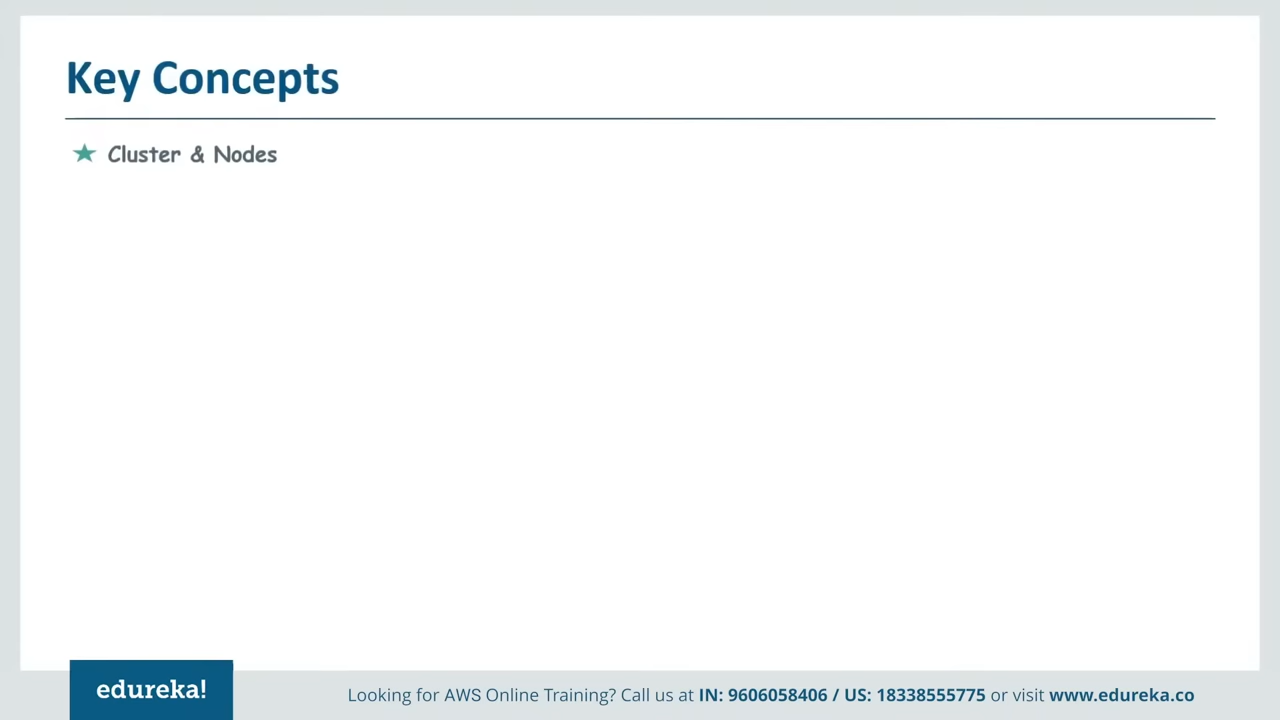 Key Concepts
★ Cluster & Nodes
edureka!
Looking for AWS Online Training? Call us at IN: 9606058406 / US: 18338555775 or visit www.edureka.co